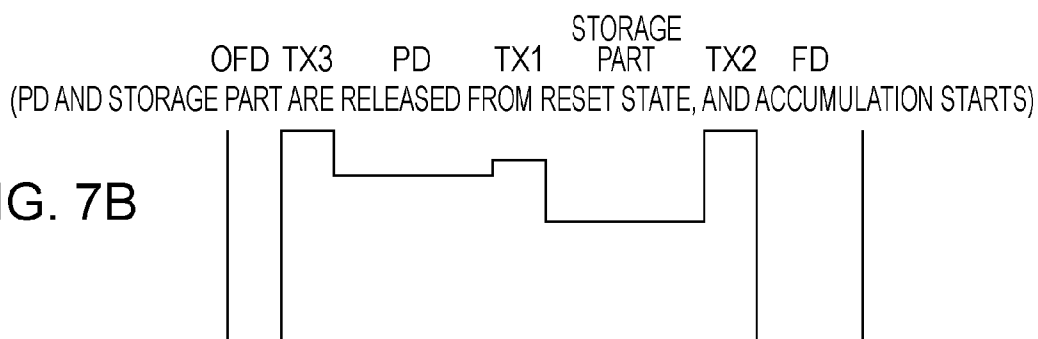 STORAGE
OFD TX3 PD TX1 PART TX2 FD
(PD AND STORAGE PART ARE RELEASED FROM RESET STATE, AND ACCUMULATION STARTS)
G. 7B